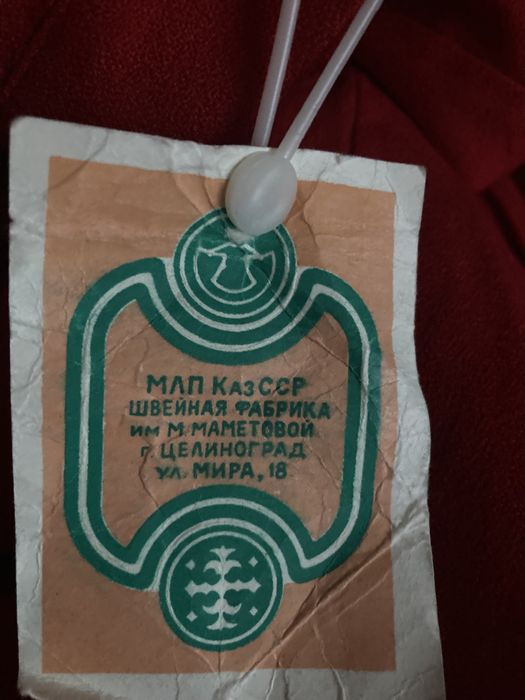 МЛП КазССР
ШВЕЙНАЯ ФАБРИКА
им М. МАМЕТОВОЙ
г. ЦЕЛИНОГРАД
ул. МИРА, 18